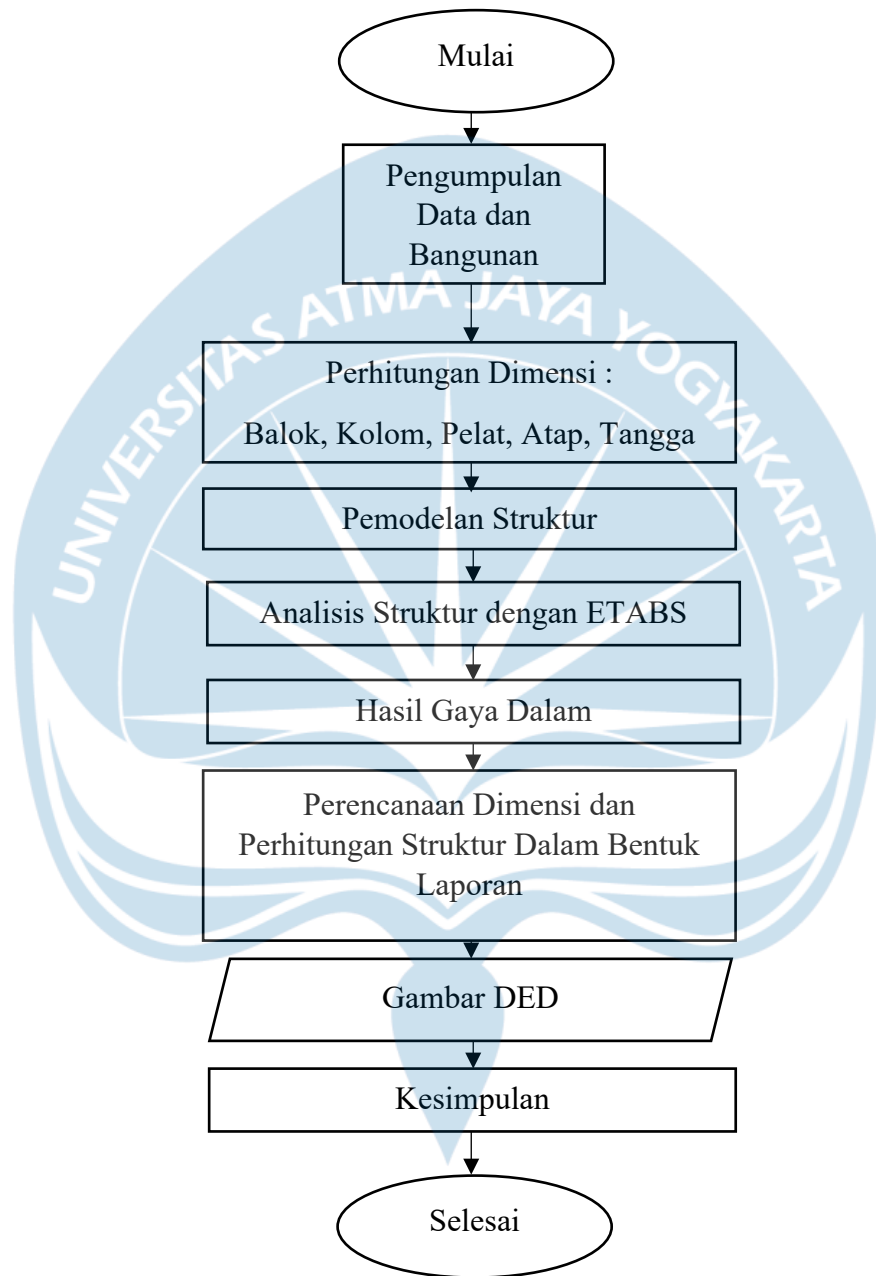 Mulai
Pengumpulan
Data dan
Bangunan
UNIVERSITAS ATMA JAYA YOGYAKARTA
Perhitungan Dimensi :
Balok, Kolom, Pelat, Atap, Tangga
Pemodelan Struktur
Analisis Struktur dengan ETABS
Hasil Gaya Dalam
Perencanaan Dimensi dan
Perhitungan Struktur Dalam Bentuk
Laporan
Gambar DED
Kesimpulan
Selesai